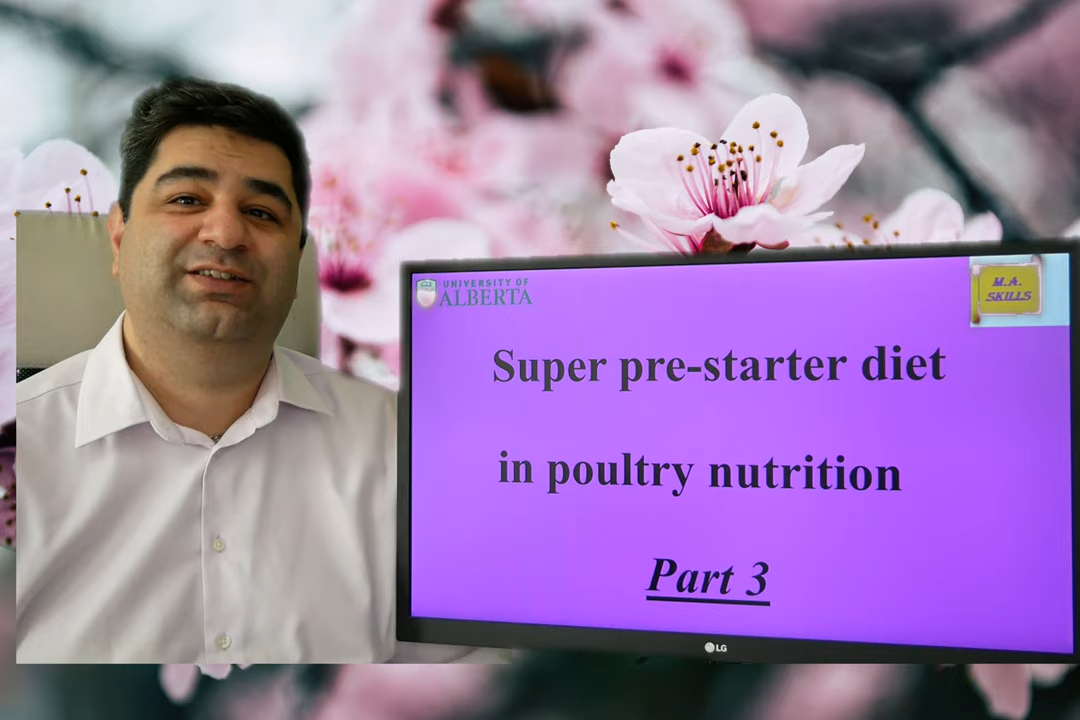 UNIVERSITY OF
ALBERTA
M.A.
SKILLS
Super pre-starter diet
in poultry nutrition
Part 3
LG